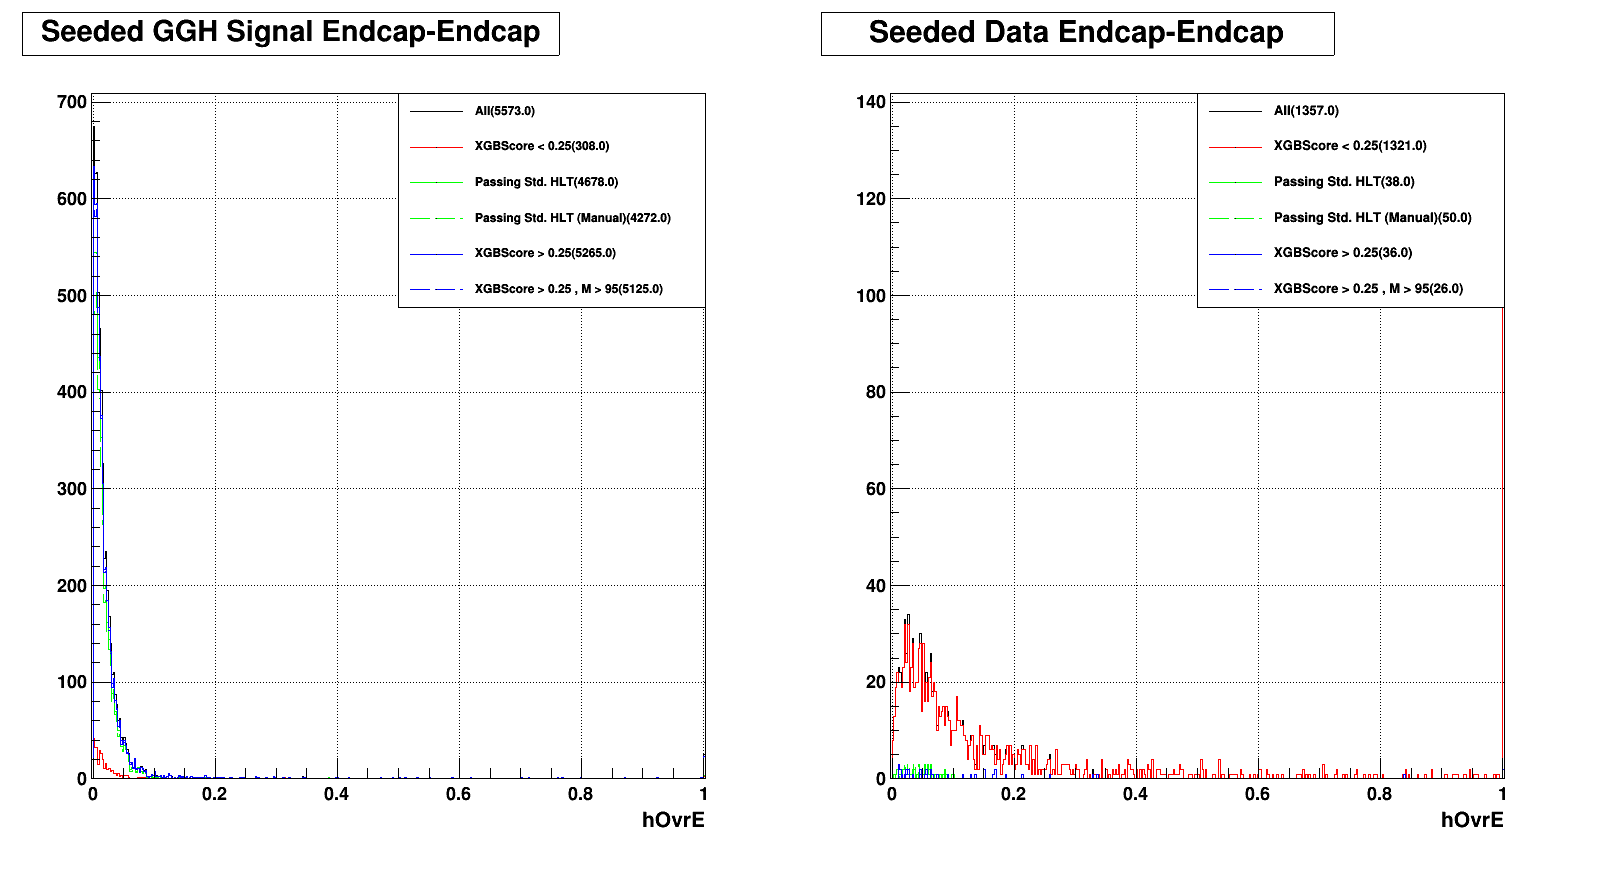 Seeded GGH Signal Endcap-Endcap
700
600
500
400
300
200
100
0
0 0.2 0.4 0.6 0.8 1
hOvrE
All(5573.0)
XGBScore < 0.25(308.0)
Passing Std. HLT(4678.0)
Passing Std. HLT (Manual)(4272.0)
XGBScore > 0.25(5265.0)
XGBScore > 0.25 , M > 95(5125.0)
Seeded Data Endcap-Endcap
140
120
100
80
60
40
20
0
0 0.2 0.4 0.6 0.8 1
hOvrE
All(1357.0)
XGBScore < 0.25(1321.0)
Passing Std. HLT(38.0)
Passing Std. HLT (Manual)(50.0)
XGBScore > 0.25(36.0)
XGBScore > 0.25 , M > 95(26.0)